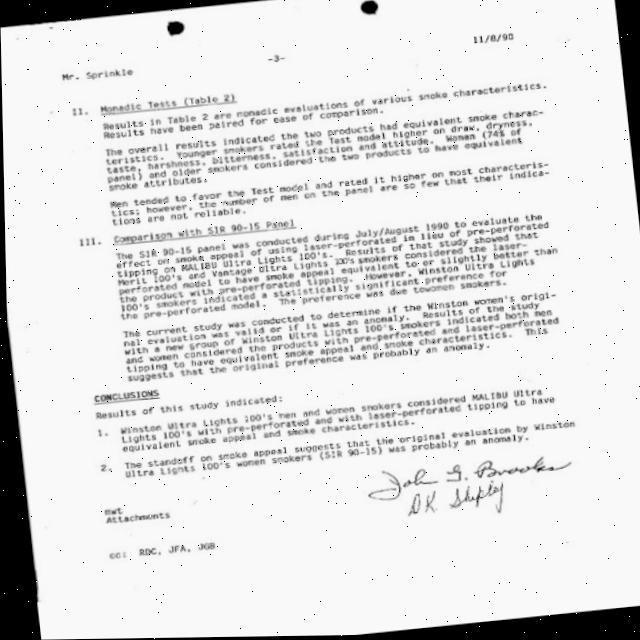 11/8/90
-3-
Mr. Sprinkle
II. Monadic Tests (Table 2)
Results in Table 2 are monadic evaluations of various smoke characteristics.
Results have been paired for ease of comparison.
The overall results indicated the two products had equivalent smoke charac-
teristics. Younger smokers rated the Test model higher on draw, dryness,
taste, harshness, bitterness, satisfaction and attitude. Women (74% of
panel) and older smokers considered the two products to have equivalent
smoke attributes.
Men tended to favor the Test model and rated it higher on most characteris-
tics; however, the number of men on the panel are so few that their indica-
tions are not reliable.
III. Comparison with SIR 90-15 Panel
The SIR 90-15 panel was conducted during July/August 1990 to evaluate the
effect on smoke appeal of using laser-perforated in lieu of pre-perforated
tipping on MALIBU Ultra Lights 100's. Results of that study showed that
Merit 100's and Vantage Ultra Lights 100's smokers considered the laser-
perforated model to have smoke appeal equivalent to or slightly better than
the product with pre-perforated tipping. However, Winston Ultra Lights
100's smokers indicated a statistically significant preference for
the pre-perforated model. The preference was due to women smokers.
The current study was conducted to determine if the Winston women's origi-
nal evaluation was valid or if it was an anomaly. Results of the study
with a new group of Winston Ultra Lights 100's smokers indicated both men
and women considered the products with pre-perforated and laser-perforated
tipping to have equivalent smoke appeal and smoke characteristics. This
suggests that the original preference was probably an anomaly.
CONCLUSIONS
Results of this study indicated:
1. Winston Ultra Lights 100's men and women smokers considered MALIBU Ultra
Lights 100's with pre-perforated and with laser-perforated tipping to have
equivalent smoke appeal and smoke characteristics.
2. The standoff on smoke appeal suggests that the original evaluation by Winston
Ultra Lights 100's women smokers (SIR 90-15) was probably an anomaly.
John G. Brooks
D.K. Shipley
mwt
Attachments
cc: RDC, JFA, JGB